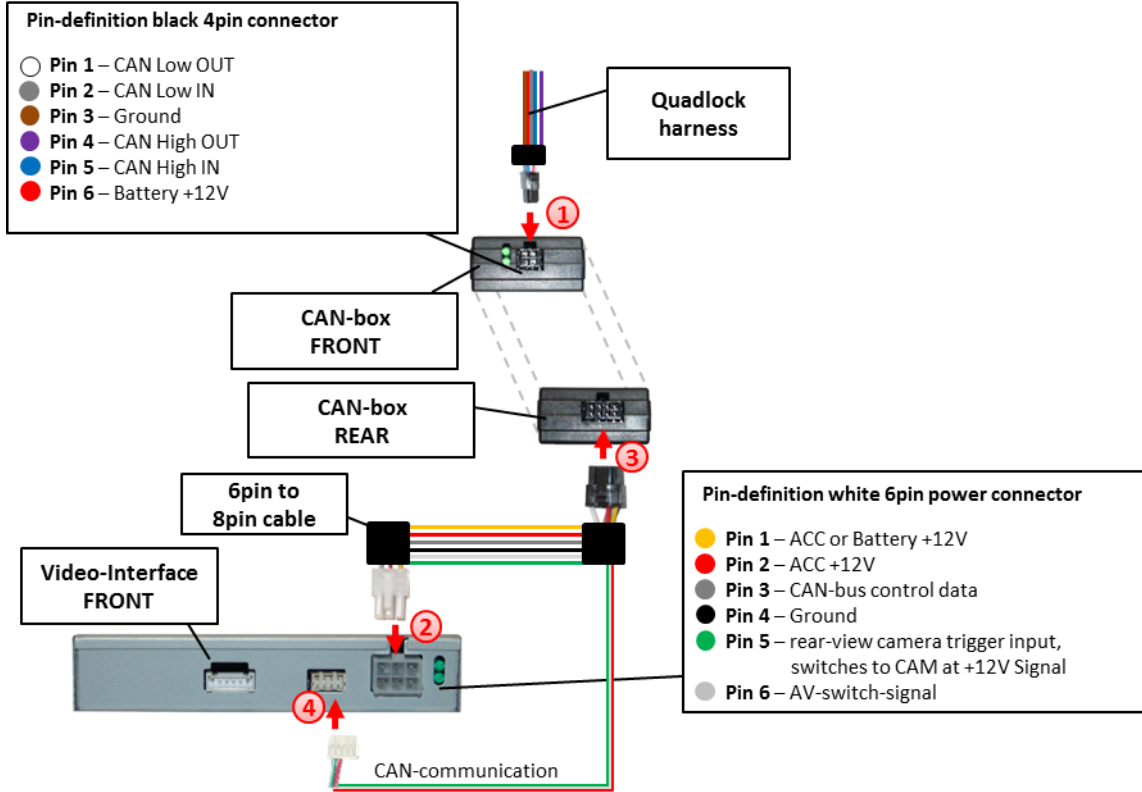 Pin-definition black 4pin connector
Pin 1 – CAN Low OUT
Pin 2 – CAN Low IN
Pin 3 – Ground
Pin 4 – CAN High OUT
Pin 5 – CAN High IN
Pin 6 – Battery +12V
Quadlock
harness
1
CAN-box
FRONT
CAN-box
REAR
3
6pin to
8pin cable
Video-Interface
FRONT
2
4
CAN-communication
Pin-definition white 6pin power connector
Pin 1 – ACC or Battery +12V
Pin 2 – ACC +12V
Pin 3 – CAN-bus control data
Pin 4 – Ground
Pin 5 – rear-view camera trigger input,
switches to CAM at +12V Signal
Pin 6 – AV-switch-signal